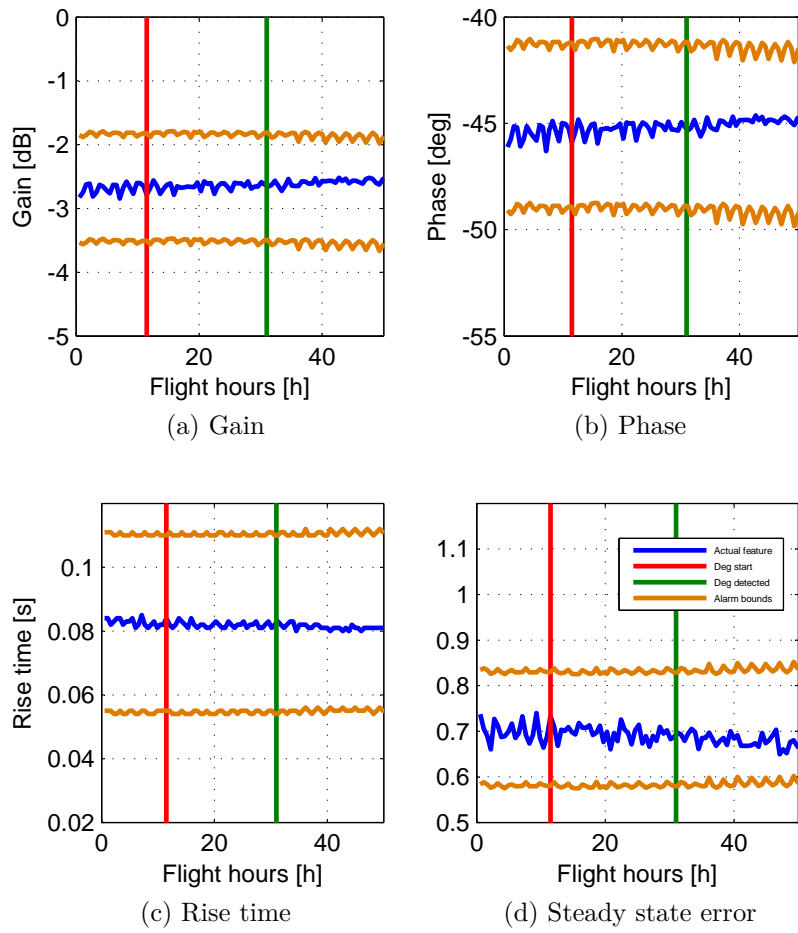 0
-1
-2
-3
-4
-5
Gain [dB]
0 20 40
Flight hours [h]
(a) Gain
-40
-45
-50
-55
Phase [deg]
0 20 40
Flight hours [h]
(b) Phase
0.1
0.08
0.06
0.04
0.02
Rise time [s]
0 20 40
Flight hours [h]
(c) Rise time
1.1
1
0.9
0.8
0.7
0.6
0.5
Actual feature
Deg start
Deg detected
Alarm bounds
0 20 40
Flight hours [h]
(d) Steady state error